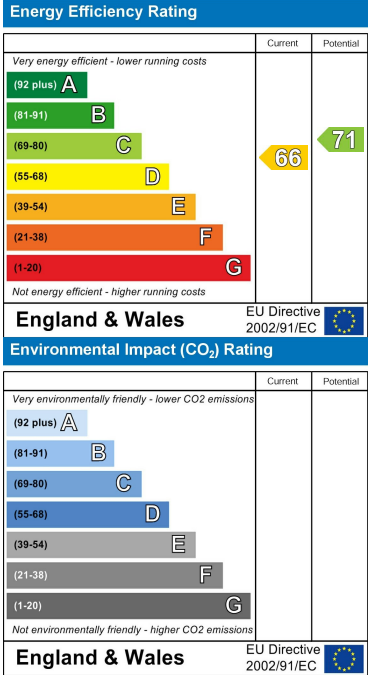 Energy Efficiency Rating
Current Potential
Very energy efficient - lower running costs
(92 plus) A
(81-91) B
(69-80) C
(55-68) D
(39-54) E
(21-38) F
(1-20) G
66
71
Not energy efficient - higher running costs
England & Wales
EU Directive
2002/91/EC
Environmental Impact (CO₂) Rating
Current Potential
Very environmentally friendly - lower CO2 emissions
(92 plus) A
(81-91) B
(69-80) C
(55-68) D
(39-54) E
(21-38) F
(1-20) G
Not environmentally friendly - higher CO2 emissions
England & Wales
EU Directive
2002/91/EC